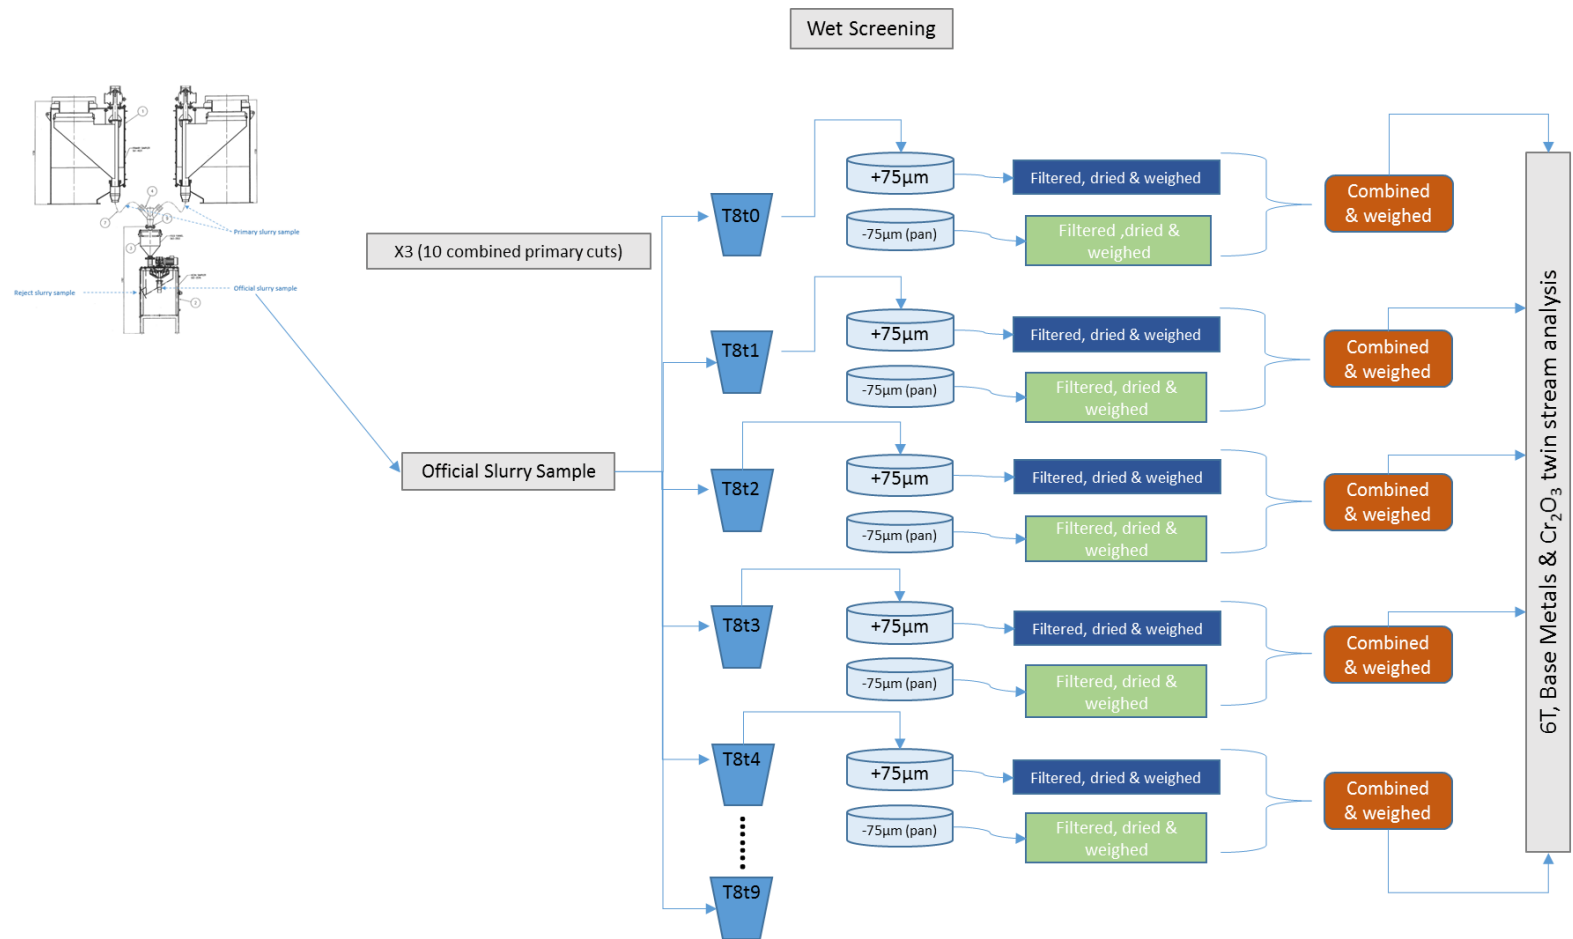 Wet Screening
Primary slurry sample
Reject slurry sample
Official slurry sample
X3 (10 combined primary cuts)
Official Slurry Sample
T8t0
+75µm
-75µm (pan)
Filtered, dried & weighed
Filtered ,dried &
weighed
Combined
& weighed
T8t1
+75µm
-75µm (pan)
Filtered, dried & weighed
Filtered, dried &
weighed
Combined
& weighed
T8t2
+75µm
-75µm (pan)
Filtered, dried & weighed
Filtered, dried &
weighed
Combined
& weighed
T8t3
+75µm
-75µm (pan)
Filtered, dried & weighed
Filtered, dried &
weighed
Combined
& weighed
T8t4
+75µm
-75µm (pan)
Filtered, dried & weighed
Filtered, dried &
weighed
Combined
& weighed
T8t9
6T, Base Metals & Cr₂O₃ twin stream analysis